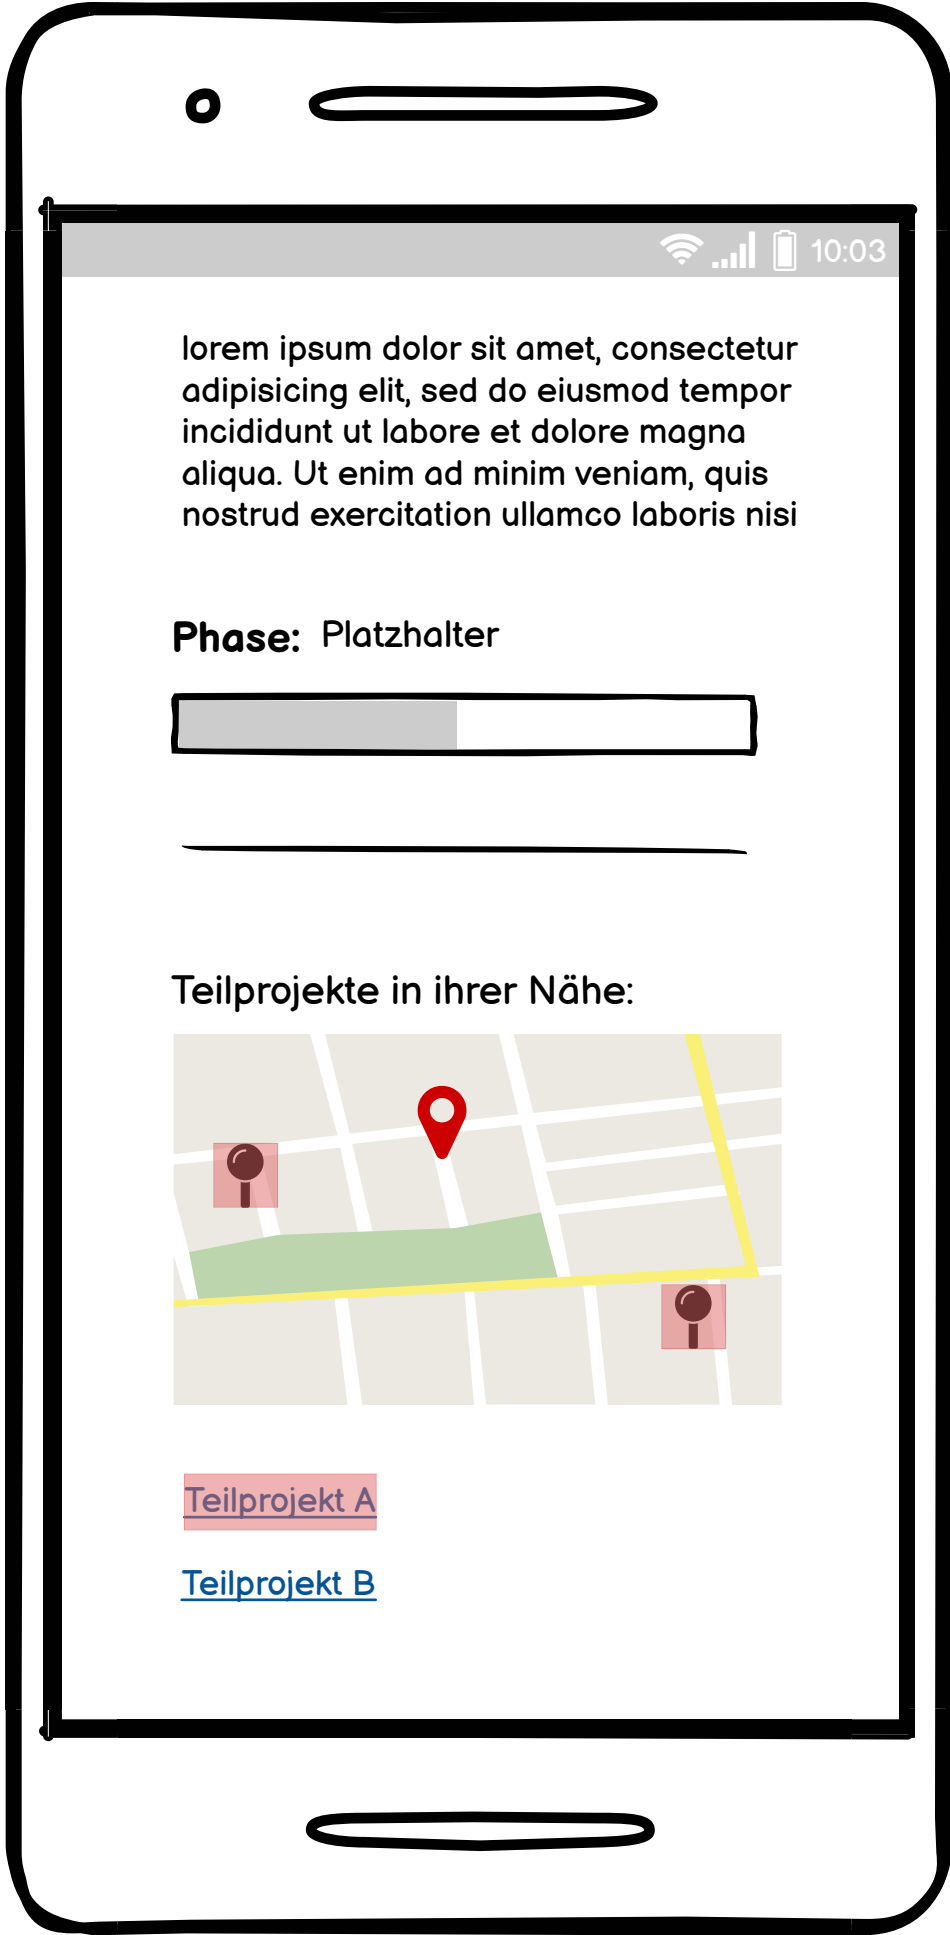 10:03
lorem ipsum dolor sit amet, consectetur
adipisicing elit, sed do eiusmod tempor
incididunt ut labore et dolore magna
aliqua. Ut enim ad minim veniam, quis
nostrud exercitation ullamco laboris nisi
Phase: Platzhalter
Teilprojekte in ihrer Nähe:
Teilprojekt A
Teilprojekt B